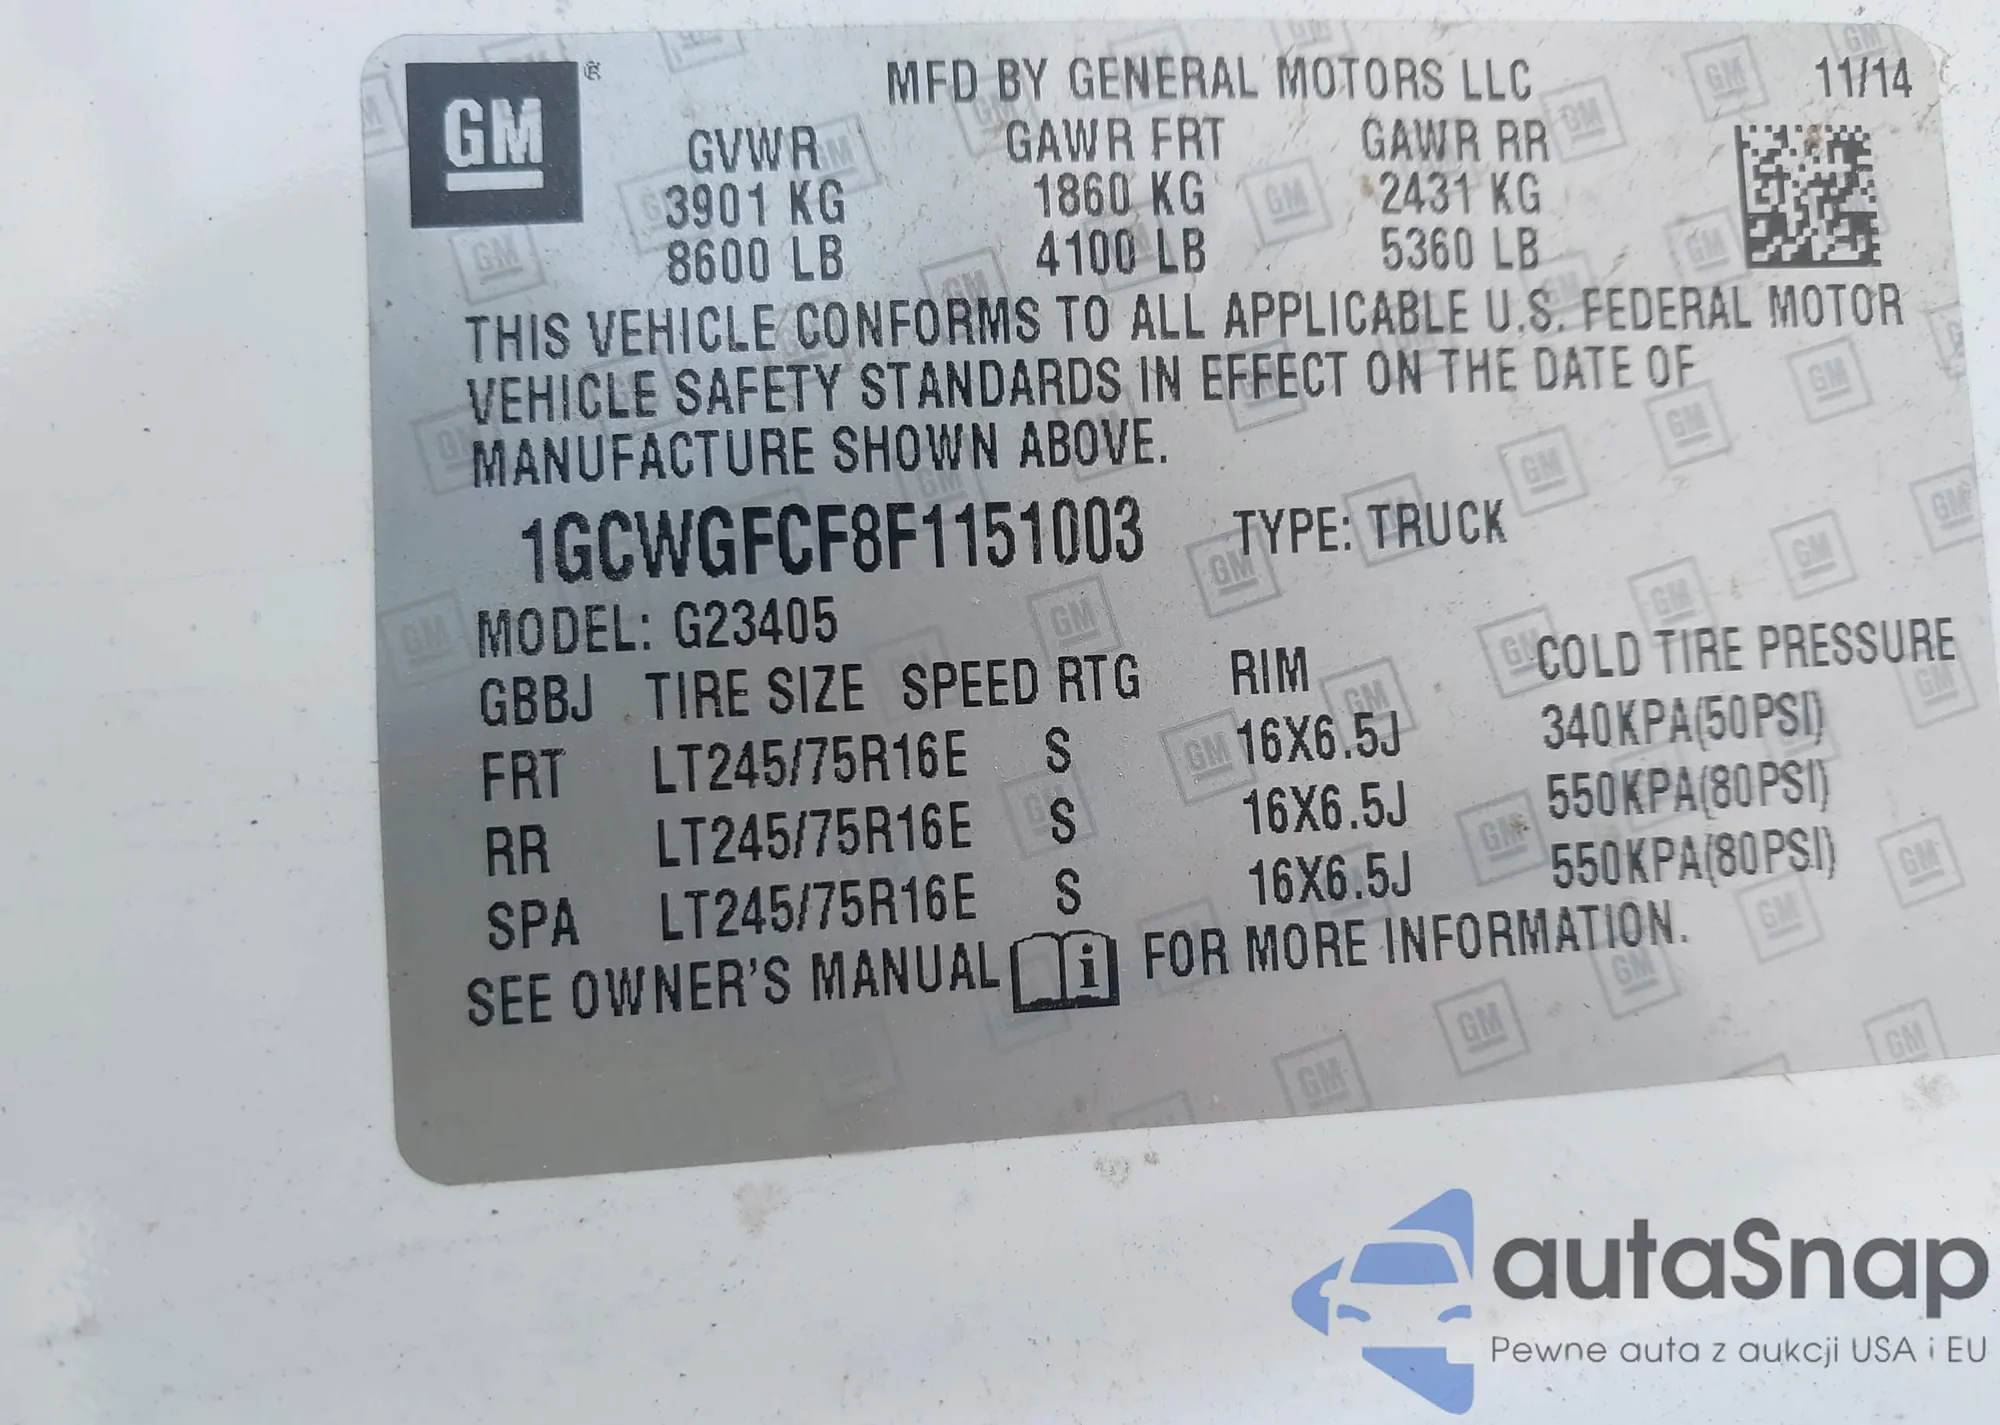 GM ®
MFD BY GENERAL MOTORS LLC 11/14
GVWR GAWR FRT GAWR RR
3901 KG 1860 KG 2431 KG
8600 LB 4100 LB 5360 LB
THIS VEHICLE CONFORMS TO ALL APPLICABLE U.S. FEDERAL MOTOR
VEHICLE SAFETY STANDARDS IN EFFECT ON THE DATE OF
MANUFACTURE SHOWN ABOVE.
1GCWGFCF8F1151003 TYPE: TRUCK
MODEL: G23405
GBBJ TIRE SIZE SPEED RTG RIM COLD TIRE PRESSURE
FRT LT245/75R16E S 16X6.5J 340KPA(50PSI)
RR LT245/75R16E S 16X6.5J 550KPA(80PSI)
SPA LT245/75R16E S 16X6.5J 550KPA(80PSI)
SEE OWNER'S MANUAL i FOR MORE INFORMATION.
autaSnap
Pewne auta z aukcji USA i EU